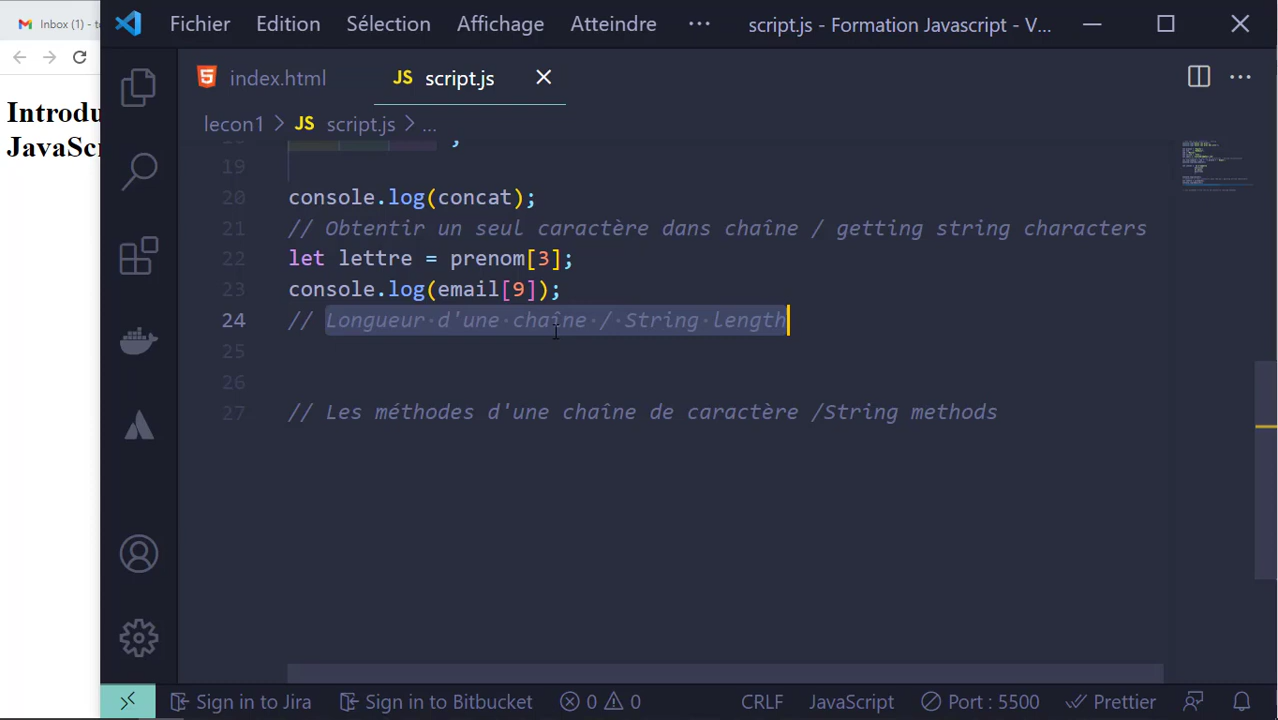 Inbox (1) - t
Fichier Edition Sélection Affichage Atteindre ··· script.js - Formation Javascript - V...
index.html JS script.js
Introdu
JavaScr
lecon1 > JS script.js > ...
;
19
20 console.log(concat);
21 // Obtentir un seul caractère dans chaîne / getting string characters
22 let lettre = prenom[3];
23 console.log(email[9]);
24 // Longueur d'une chaîne / String length
25
26
27 // Les méthodes d'une chaîne de caractère /String methods
Sign in to Jira Sign in to Bitbucket 0 0 CRLF JavaScript Port : 5500 Prettier